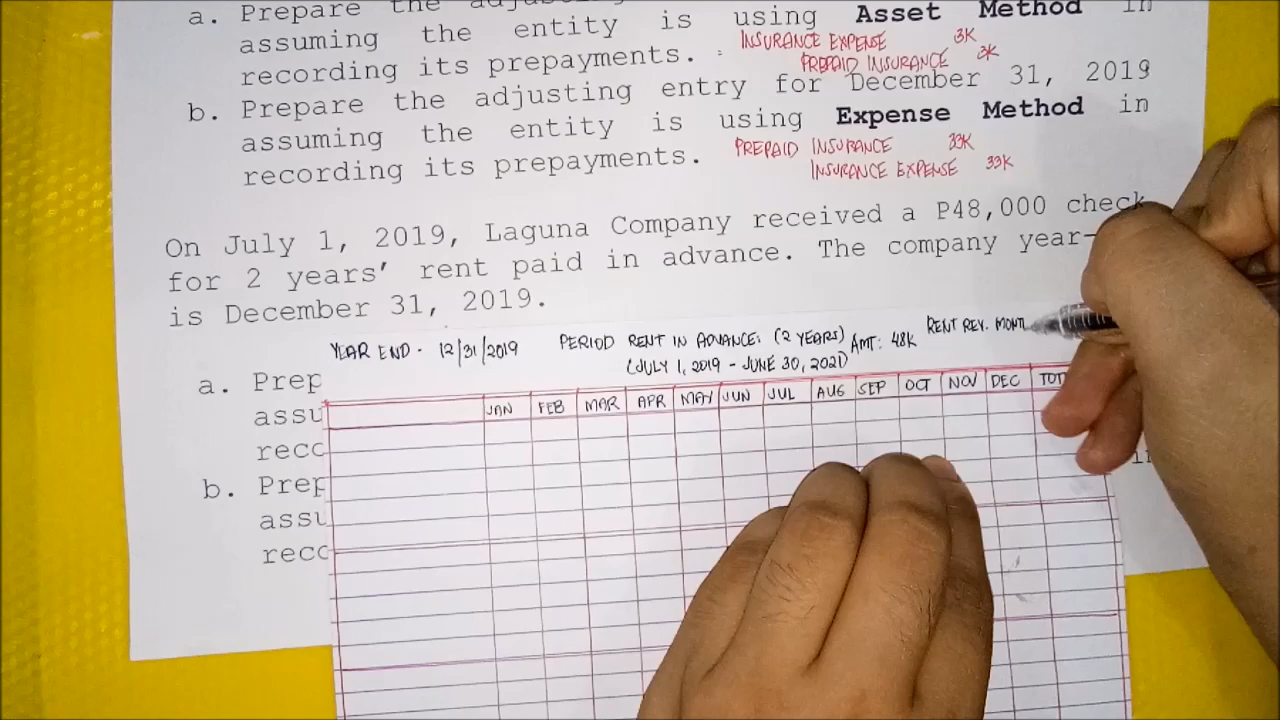 a. Prepare the
assuming the entity is using Asset Method in
INSURANCE EXPENSE 3K
recording its prepayments.
PREPAID INSURANCE 3K
b. Prepare the adjusting entry for December 31, 2019
assuming the entity is using Expense Method in
PREPAID INSURANCE 33K
recording its prepayments.
INSURANCE EXPENSE 33K
On July 1, 2019, Laguna Company received a P48,000 check
for 2 years' rent paid in advance. The company year-
is December 31, 2019.
YEAR END - 12/31/2019 PERIOD RENT IN ADVANCE: (2 YEARS) AMT: 48K RENT REV. MONT
(JULY 1, 2019 - JUNE 30, 2021)
a. Prep
JAN FEB MAR APR MAY JUN JUL AUG SEP OCT NOV DEC TOT
assu
recc
b. Prep
assu
recc